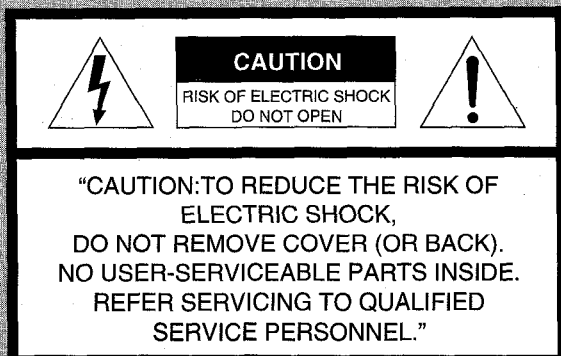 CAUTION
RISK OF ELECTRIC SHOCK
DO NOT OPEN
"CAUTION:TO REDUCE THE RISK OF
ELECTRIC SHOCK,
DO NOT REMOVE COVER (OR BACK).
NO USER-SERVICEABLE PARTS INSIDE.
REFER SERVICING TO QUALIFIED
SERVICE PERSONNEL."